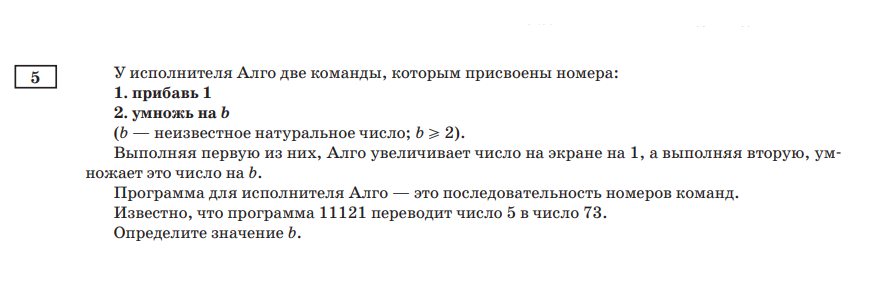 5
У исполнителя Алго две команды, которым присвоены номера:
1. прибавь 1
2. умножь на b
(b — неизвестное натуральное число; b ⩾ 2).
Выполняя первую из них, Алго увеличивает число на экране на 1, а выполняя вторую, ум-
ножает это число на b.
Программа для исполнителя Алго — это последовательность номеров команд.
Известно, что программа 11121 переводит число 5 в число 73.
Определите значение b.